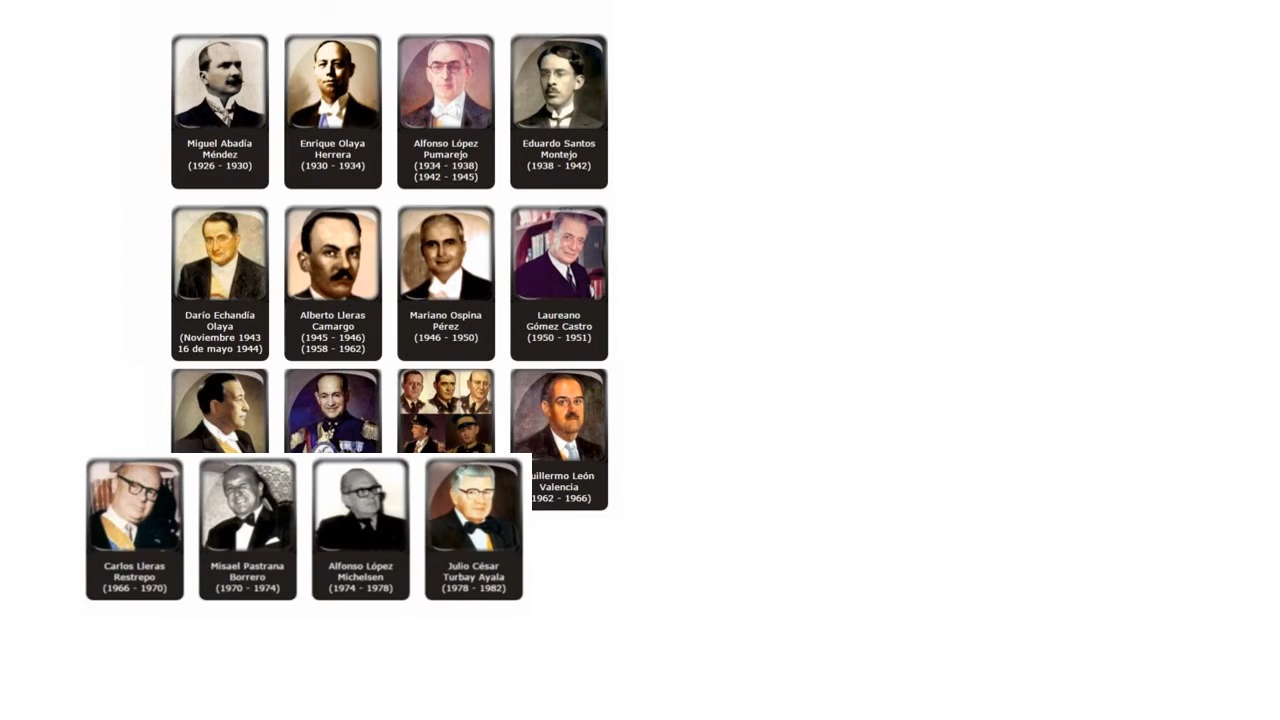 Miguel Abadía
Méndez
(1926 - 1930)
Enrique Olaya
Herrera
(1930 - 1934)
Alfonso López
Pumarejo
(1934 - 1938)
(1942 - 1945)
Eduardo Santos
Montejo
(1938 - 1942)
Darío Echandía
Olaya
(Noviembre 1943
16 de mayo 1944)
Alberto Lleras
Camargo
(1945 - 1946)
(1958 - 1962)
Mariano Ospina
Pérez
(1946 - 1950)
Laureano
Gómez Castro
(1950 - 1951)
uillermo León
Valencia
1962 - 1966)
Carlos Lleras
Restrepo
(1966 - 1970)
Misael Pastrana
Borrero
(1970 - 1974)
Alfonso López
Michelsen
(1974 - 1978)
Julio César
Turbay Ayala
(1978 - 1982)